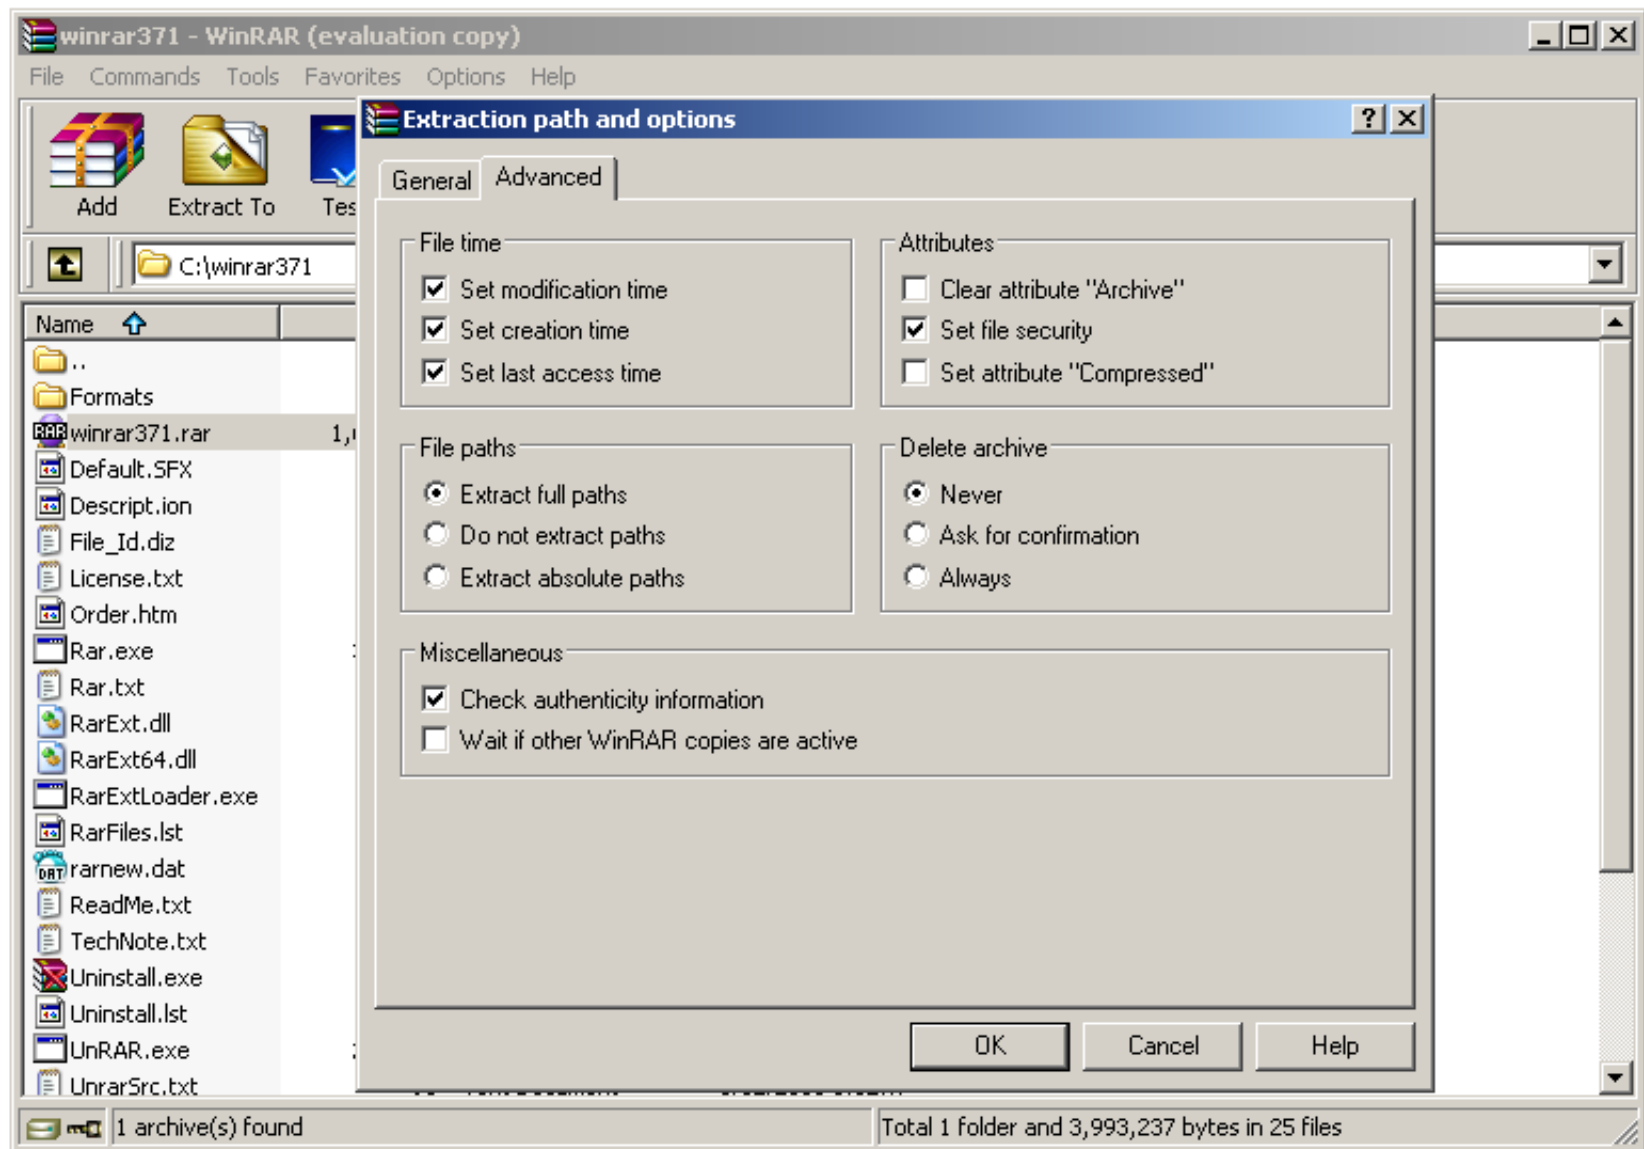 winrar371 - WinRAR (evaluation copy)
File Commands Tools Favorites Options Help
Add Extract To
C:\winrar371
Name
..
Formats
winrar371.rar
Default.SFX
Descript.ion
File_Id.diz
License.txt
Order.htm
Rar.exe
Rar.txt
RarExt.dll
RarExt64.dll
RarExtLoader.exe
RarFiles.lst
rarnew.dat
ReadMe.txt
TechNote.txt
Uninstall.exe
Uninstall.lst
UnRAR.exe
UnrarSrc.txt
1 archive(s) found
Total 1 folder and 3,993,237 bytes in 25 files
Extraction path and options
General Advanced
File time
Set modification time
Set creation time
Set last access time
Attributes
Clear attribute "Archive"
Set file security
Set attribute "Compressed"
File paths
Extract full paths
Do not extract paths
Extract absolute paths
Delete archive
Never
Ask for confirmation
Always
Miscellaneous
Check authenticity information
Wait if other WinRAR copies are active
OK Cancel Help